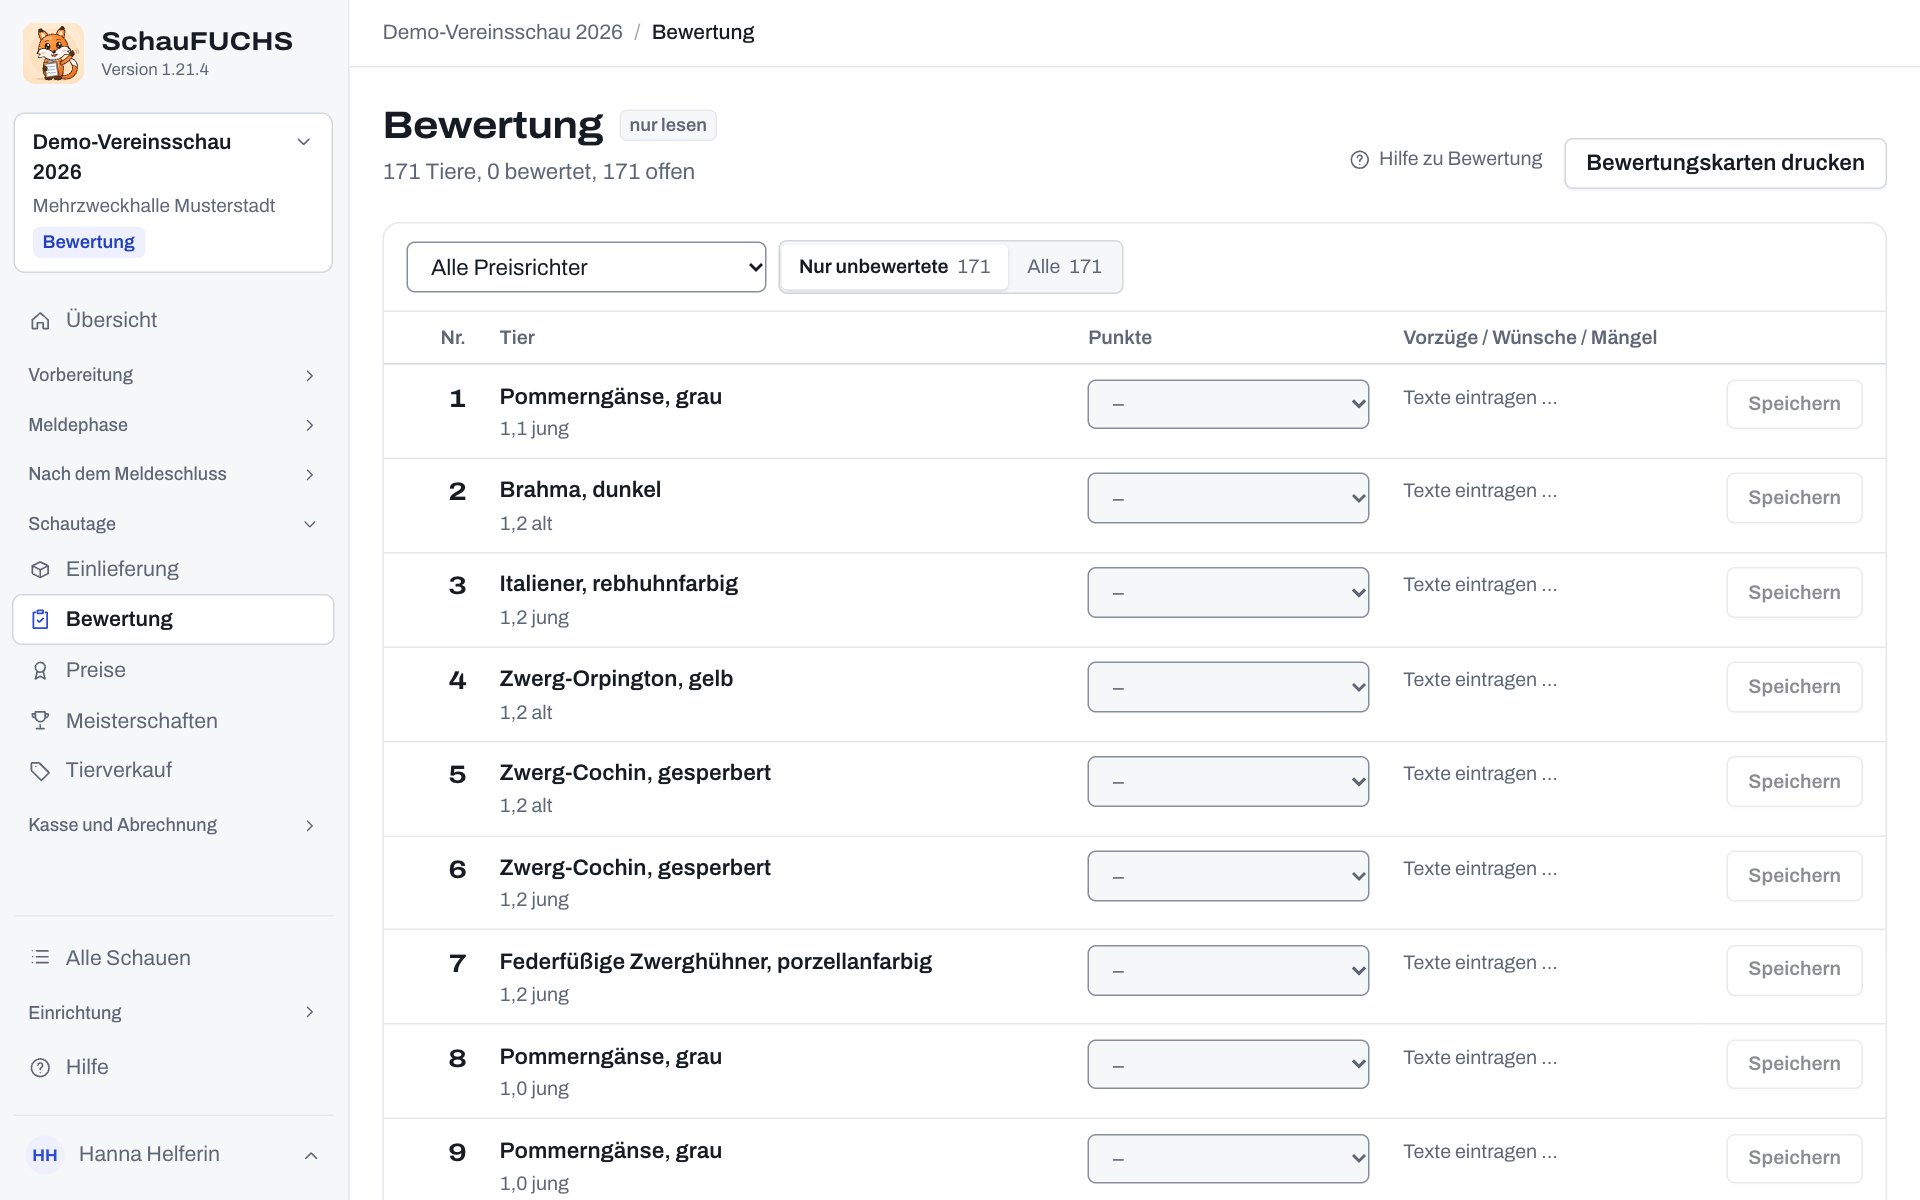 SchauFUCHS
Version 1.21.4
Demo-Vereinsschau
2026
Mehrzweckhalle Musterstadt
Bewertung
Übersicht
Vorbereitung
Meldephase
Nach dem Meldeschluss
Schautage
Einlieferung
Bewertung
Preise
Meisterschaften
Tierverkauf
Kasse und Abrechnung
Alle Schauen
Einrichtung
Hilfe
HH Hanna Helferin
Demo-Vereinsschau 2026 / Bewertung
Bewertung nur lesen
171 Tiere, 0 bewertet, 171 offen
Hilfe zu Bewertung
Bewertungskarten drucken
Alle Preisrichter Nur unbewertete 171 Alle 171
Nr. Tier Punkte Vorzüge / Wünsche / Mängel
1 Pommerngänse, grau – Texte eintragen ... Speichern
1,1 jung
2 Brahma, dunkel – Texte eintragen ... Speichern
1,2 alt
3 Italiener, rebhuhnfarbig – Texte eintragen ... Speichern
1,2 jung
4 Zwerg-Orpington, gelb – Texte eintragen ... Speichern
1,2 alt
5 Zwerg-Cochin, gesperbert – Texte eintragen ... Speichern
1,2 alt
6 Zwerg-Cochin, gesperbert – Texte eintragen ... Speichern
1,2 jung
7 Federfüßige Zwerghühner, porzellanfarbig – Texte eintragen ... Speichern
1,2 jung
8 Pommerngänse, grau – Texte eintragen ... Speichern
1,0 jung
9 Pommerngänse, grau – Texte eintragen ... Speichern
1,0 jung